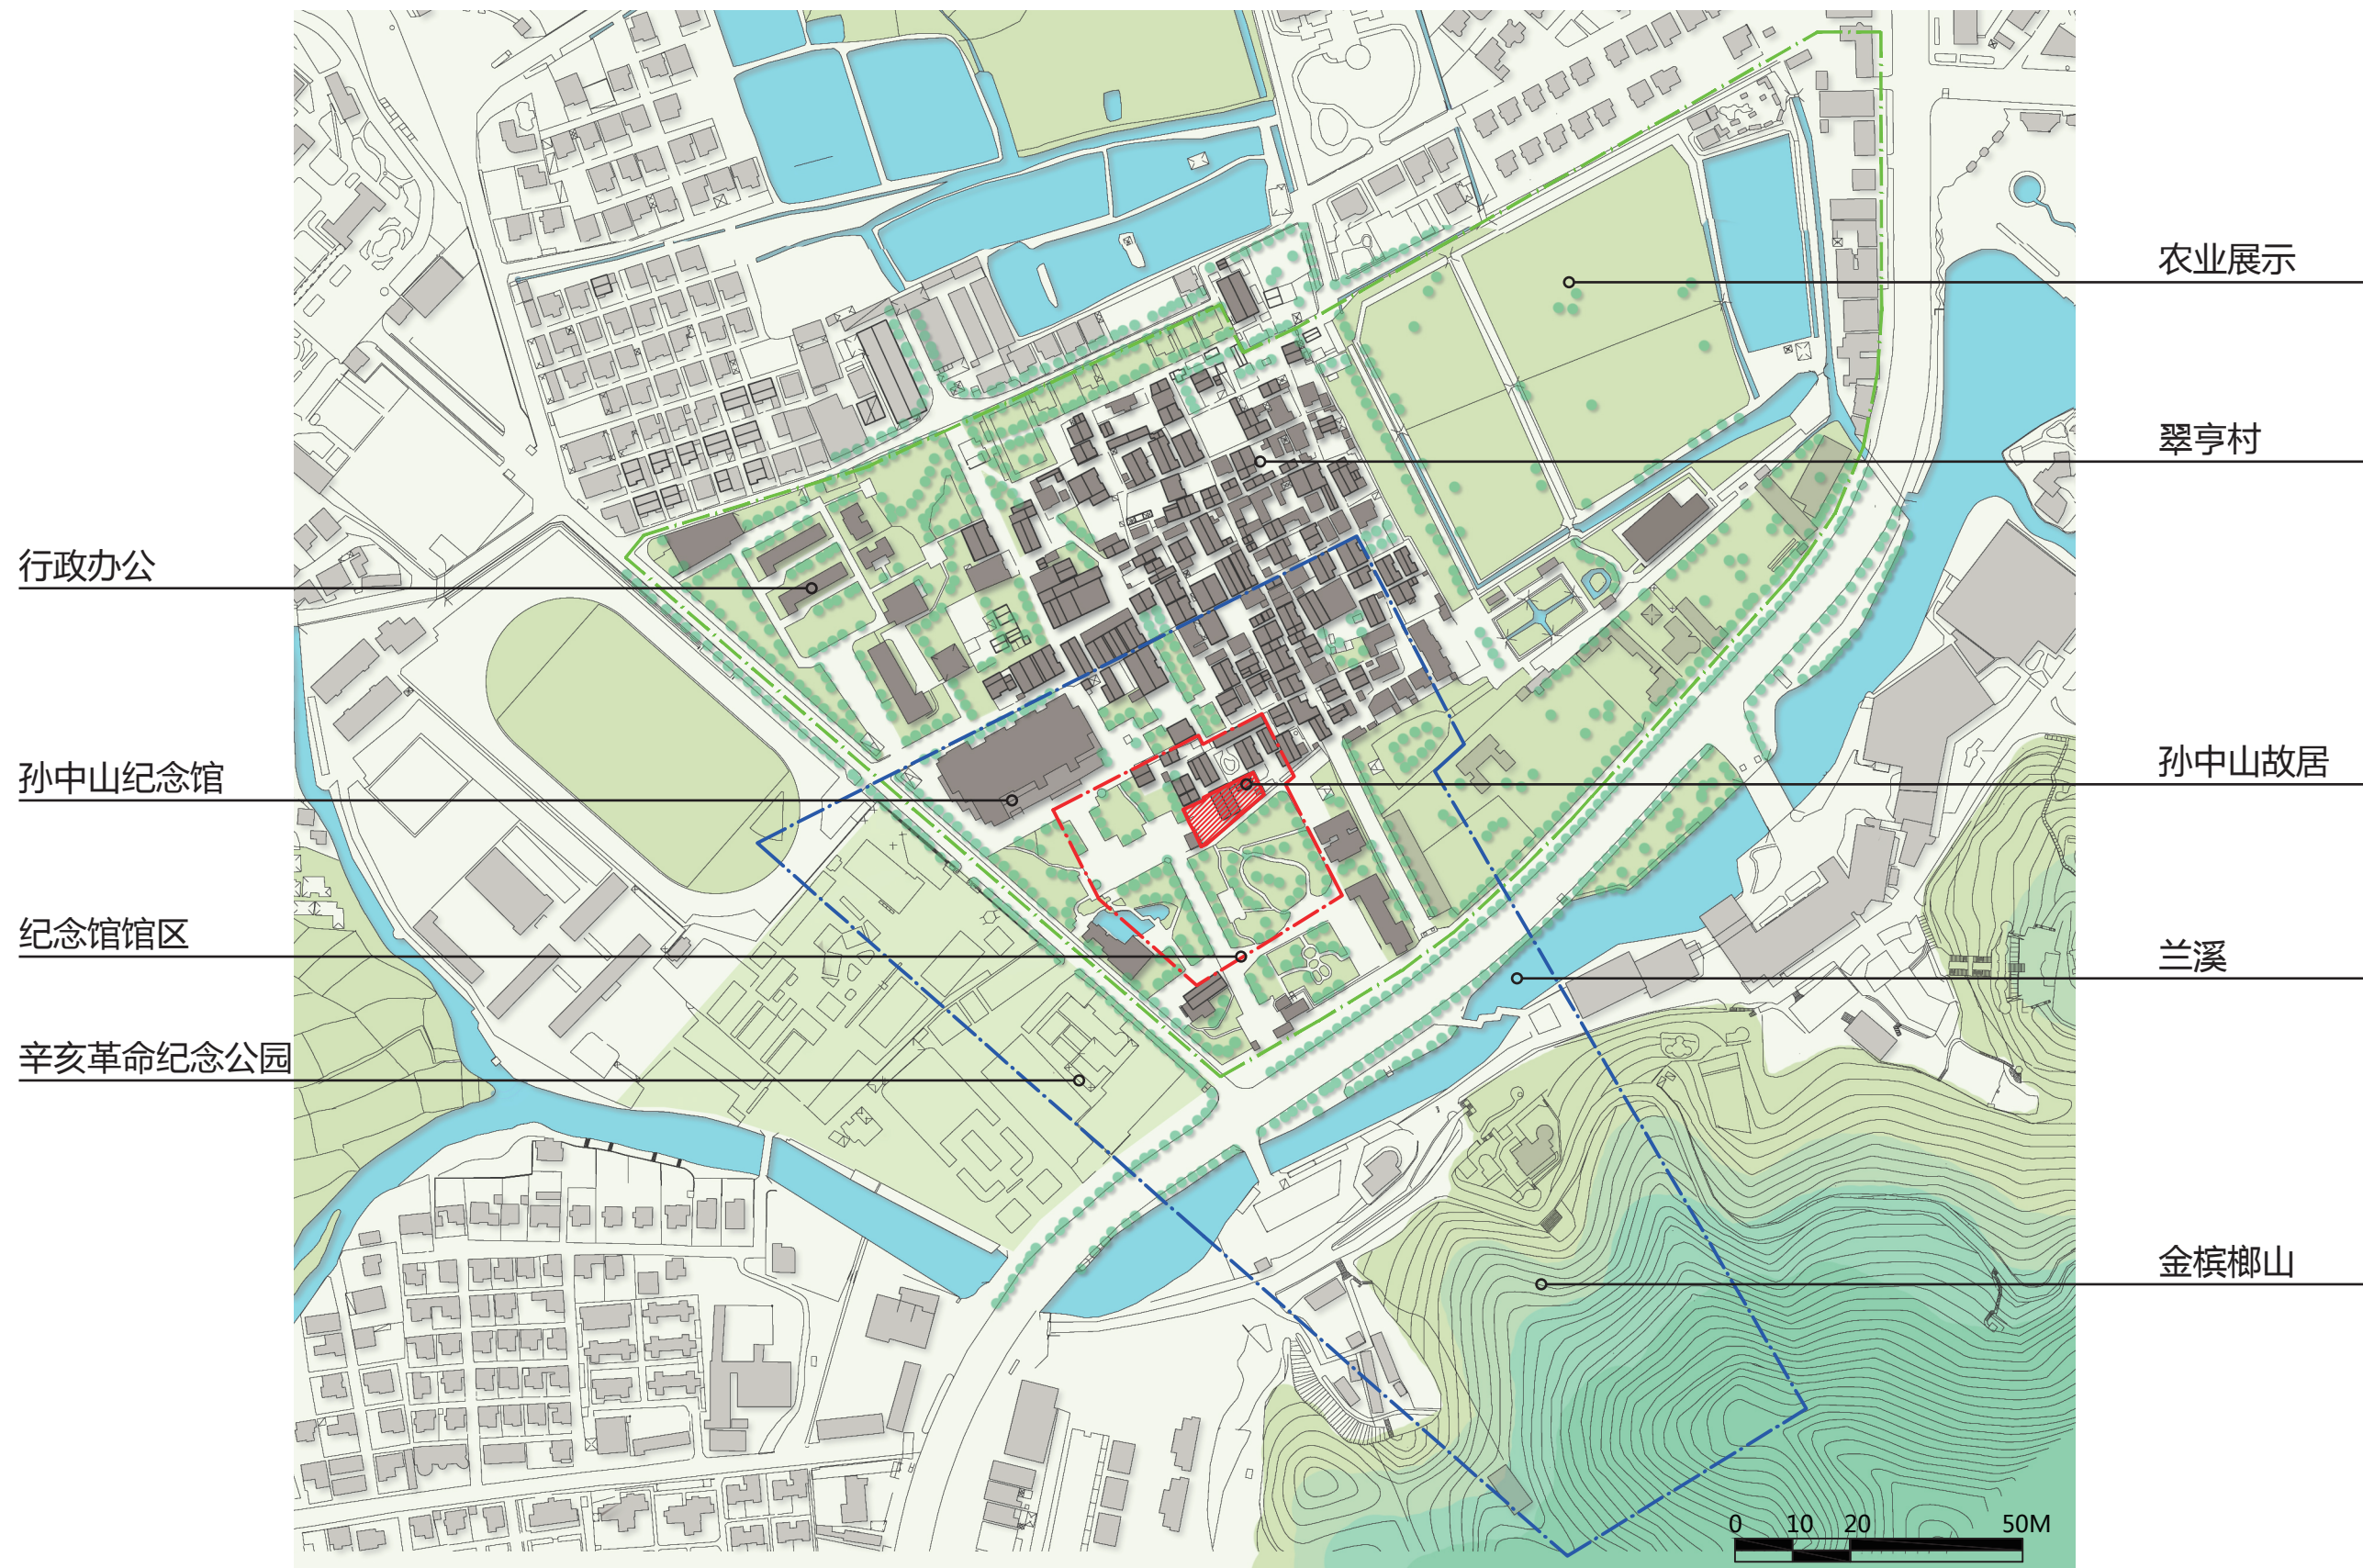 农业展示
翠亨村
行政办公
孙中山纪念馆
孙中山故居
纪念馆馆区
兰溪
辛亥革命纪念公园
金槟榔山
0 10 20 50M